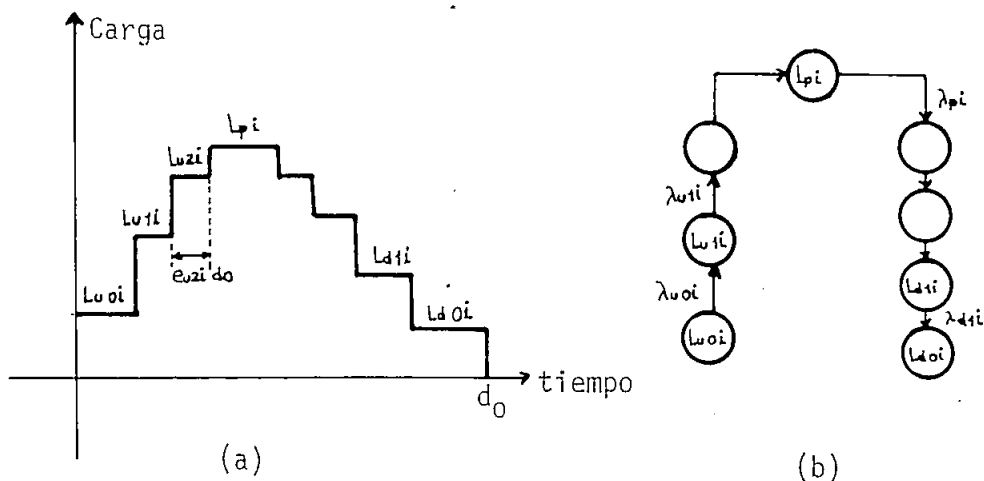 Carga
Lpi
Lu2i
Lu1i
eu2i d0
Lu0i
Ld1i
Ld0i
tiempo
d0
(a)
Lpi
λpi
λu1i
Lu1i
λu0i
Lu0i
Ld1i
λd1i
Ld0i
(b)